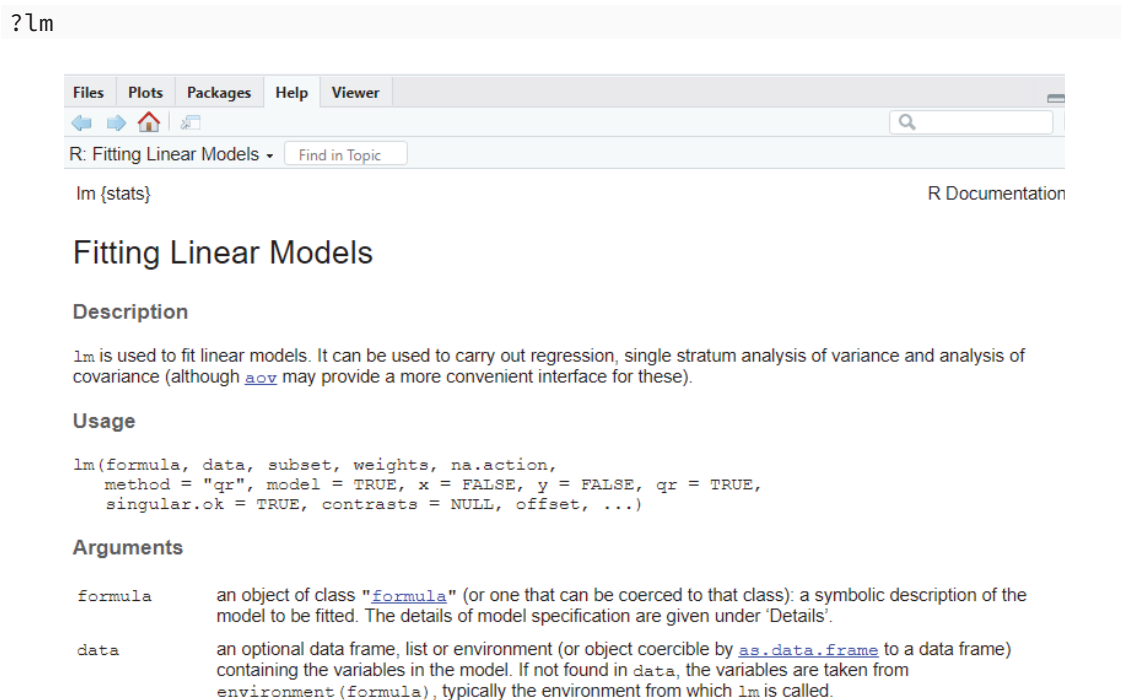 ?lm
Files Plots Packages Help Viewer
R: Fitting Linear Models Find in Topic
lm {stats} R Documentation
Fitting Linear Models
Description
lm is used to fit linear models. It can be used to carry out regression, single stratum analysis of variance and analysis of
covariance (although aov may provide a more convenient interface for these).
Usage
lm(formula, data, subset, weights, na.action,
method = "qr", model = TRUE, x = FALSE, y = FALSE, qr = TRUE,
singular.ok = TRUE, contrasts = NULL, offset, ...)
Arguments
formula an object of class "formula" (or one that can be coerced to that class): a symbolic description of the
model to be fitted. The details of model specification are given under ‘Details’.
data an optional data frame, list or environment (or object coercible by as.data.frame to a data frame)
containing the variables in the model. If not found in data, the variables are taken from
environment(formula), typically the environment from which lm is called.